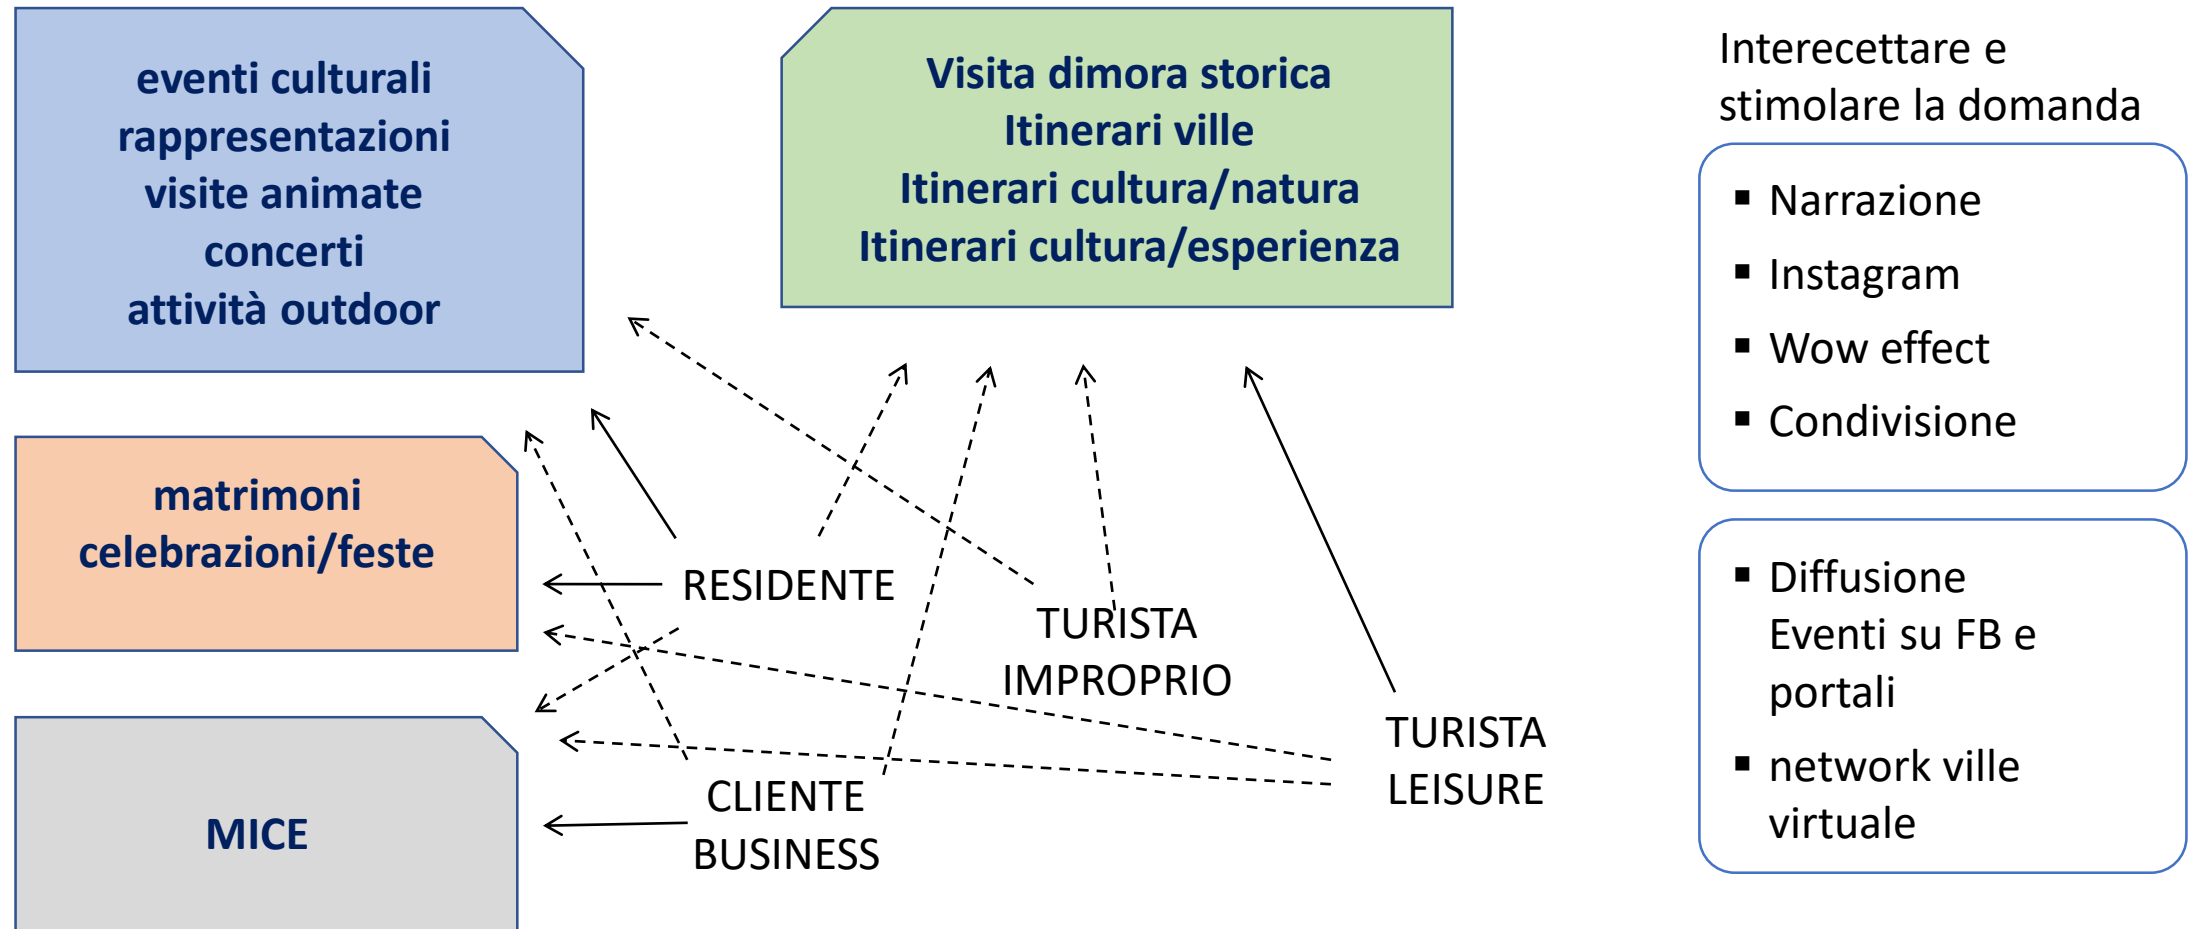 eventi culturali
rappresentazioni
visite animate
concerti
attività outdoor
Visita dimora storica
Itinerari ville
Itinerari cultura/natura
Itinerari cultura/esperienza
matrimoni
celebrazioni/feste
MICE
RESIDENTE
TURISTA
IMPROPRIO
CLIENTE
BUSINESS
TURISTA
LEISURE
Interecettare e
stimolare la domanda
▪ Narrazione
▪ Instagram
▪ Wow effect
▪ Condivisione
▪ Diffusione
Eventi su FB e
portali
▪ network ville
virtuale